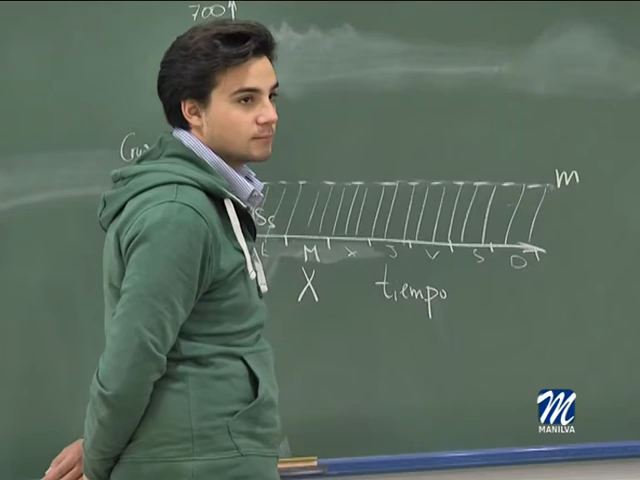 700
m
M X J V S D
X tiempo
MANILVA